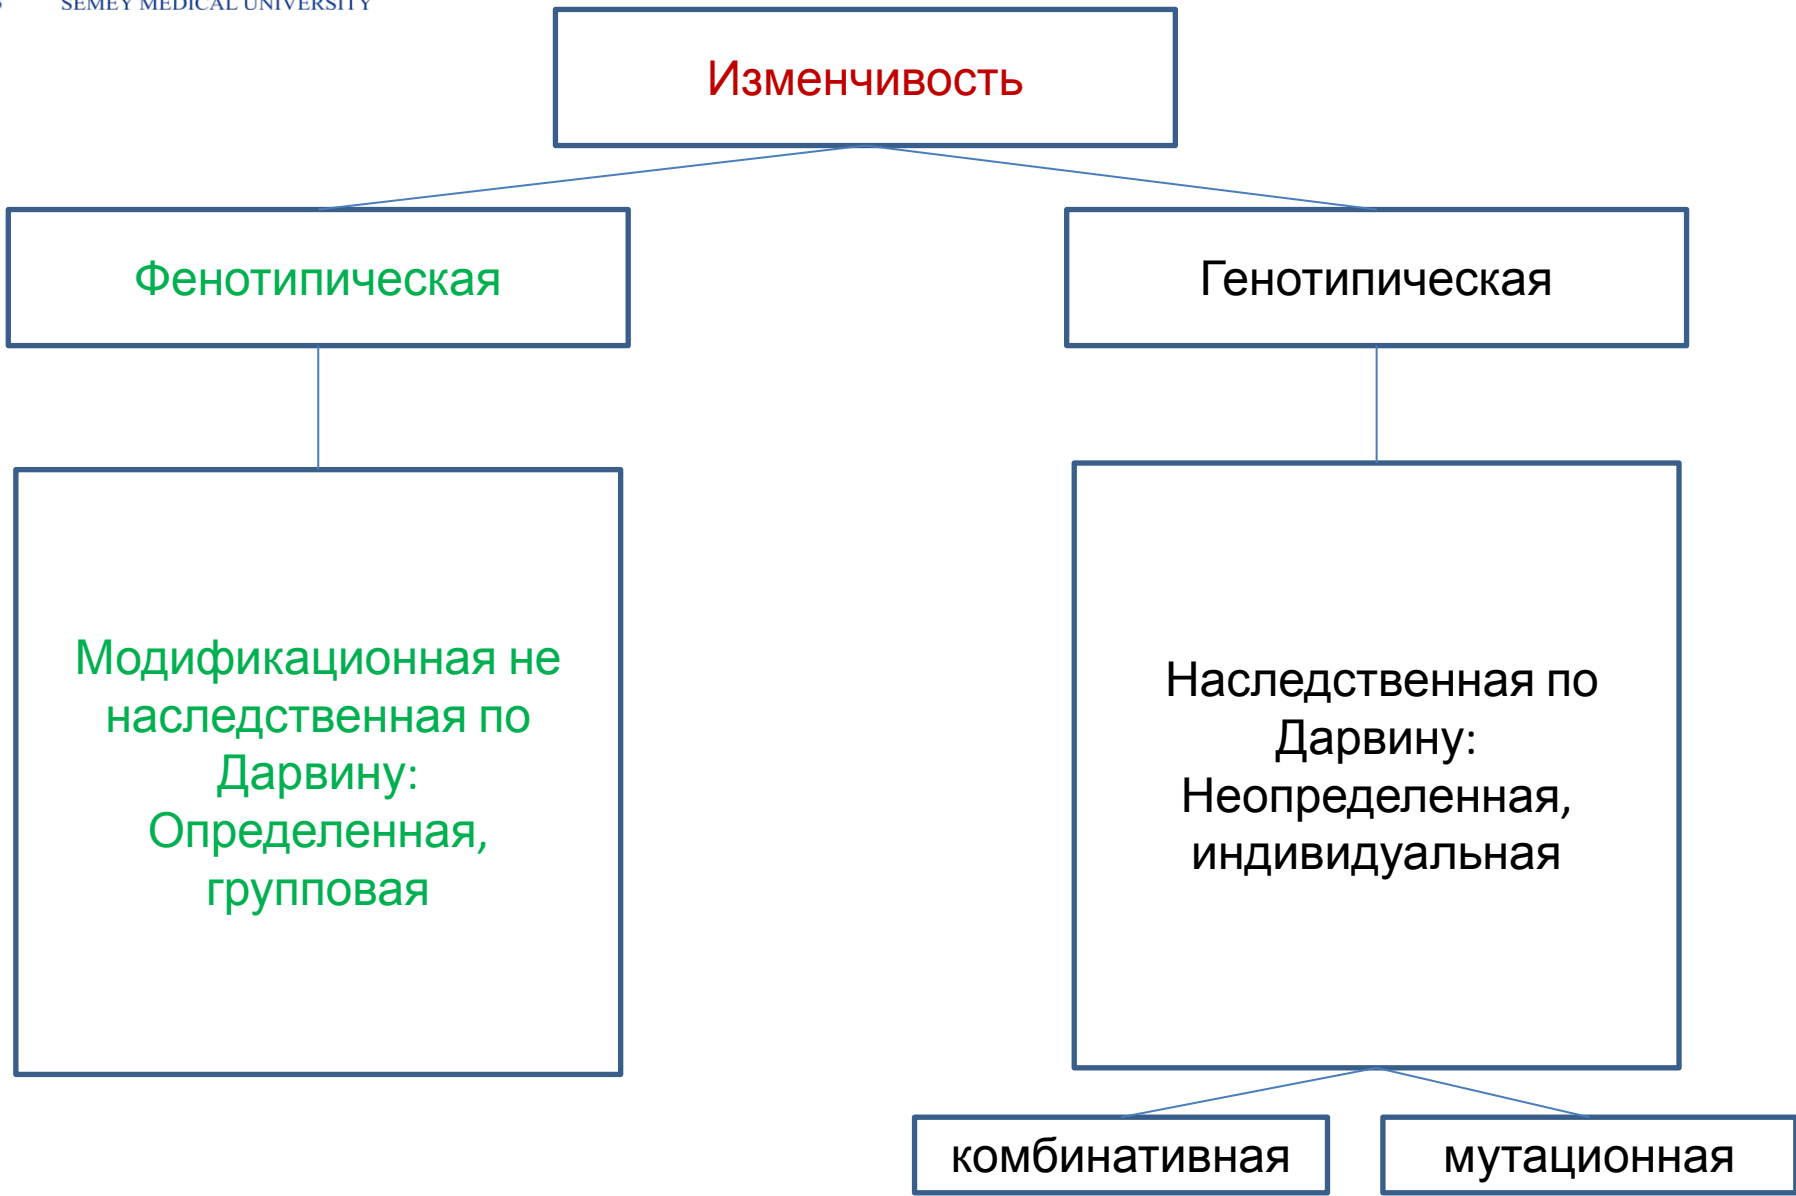 SEMEY MEDICAL UNIVERSITY
Изменчивость
Фенотипическая
Генотипическая
Модификационная не
наследственная по
Дарвину:
Определенная,
групповая
Наследственная по
Дарвину:
Неопределенная,
индивидуальная
комбинативная
мутационная